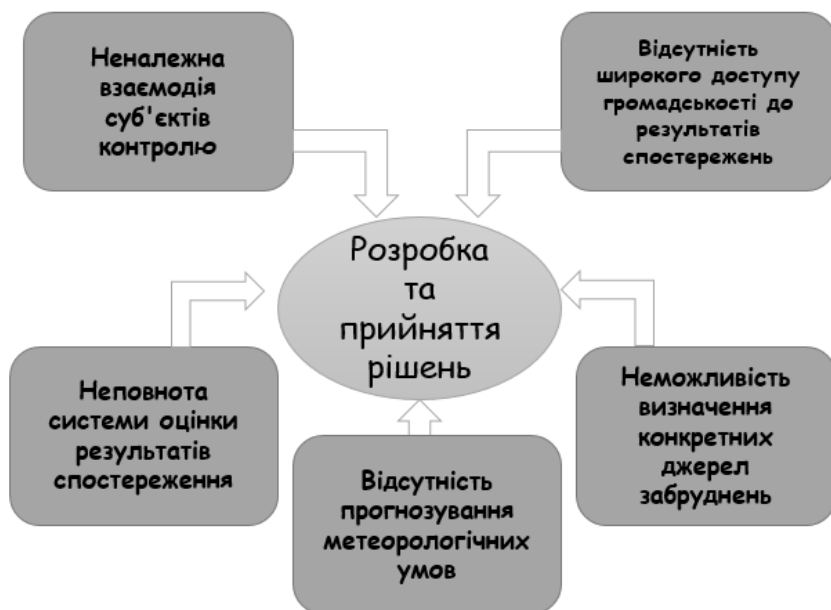 Неналежна
взаємодія
суб'єктів
контролю
Відсутність
широкого доступу
громадськості до
результатів
спостережень
Розробка
та
прийняття
рішень
Неповнота
системи оцінки
результатів
спостереження
Відсутність
прогнозування
метеорологічних
умов
Неможливість
визначення
конкретних
джерел
забруднень